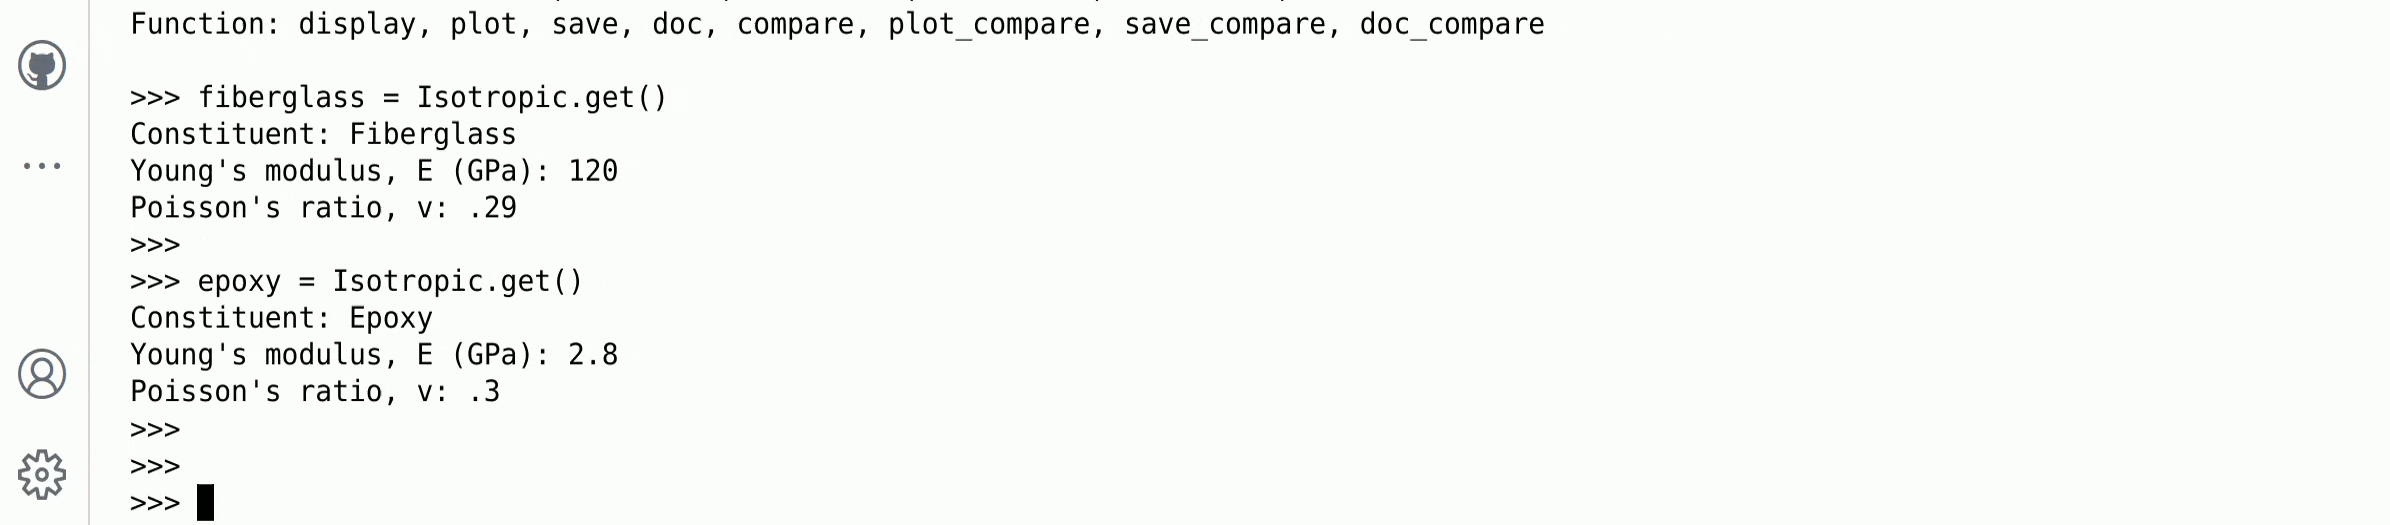 Function: display, plot, save, doc, compare, plot_compare, save_compare, doc_compare
>>> fiberglass = Isotropic.get()
Constituent: Fiberglass
Young's modulus, E (GPa): 120
Poisson's ratio, v: .29
>>>
>>> epoxy = Isotropic.get()
Constituent: Epoxy
Young's modulus, E (GPa): 2.8
Poisson's ratio, v: .3
>>>
>>>
>>>